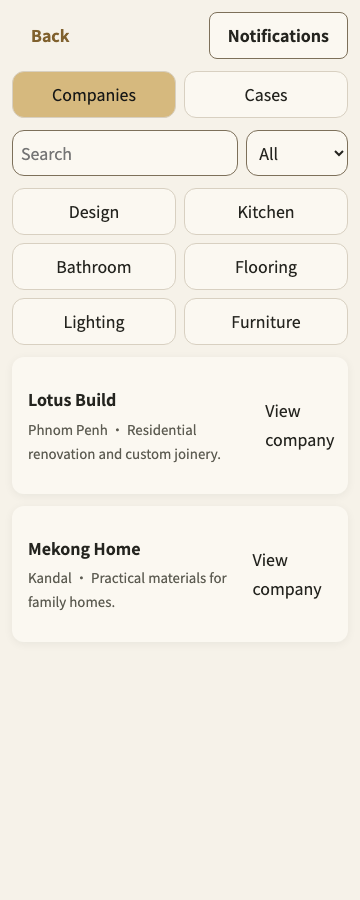 Back
Notifications
Companies
Cases
Search
All
Design
Kitchen
Bathroom
Flooring
Lighting
Furniture
Lotus Build
Phnom Penh • Residential
renovation and custom joinery.
View
company
Mekong Home
Kandal • Practical materials for
family homes.
View
company